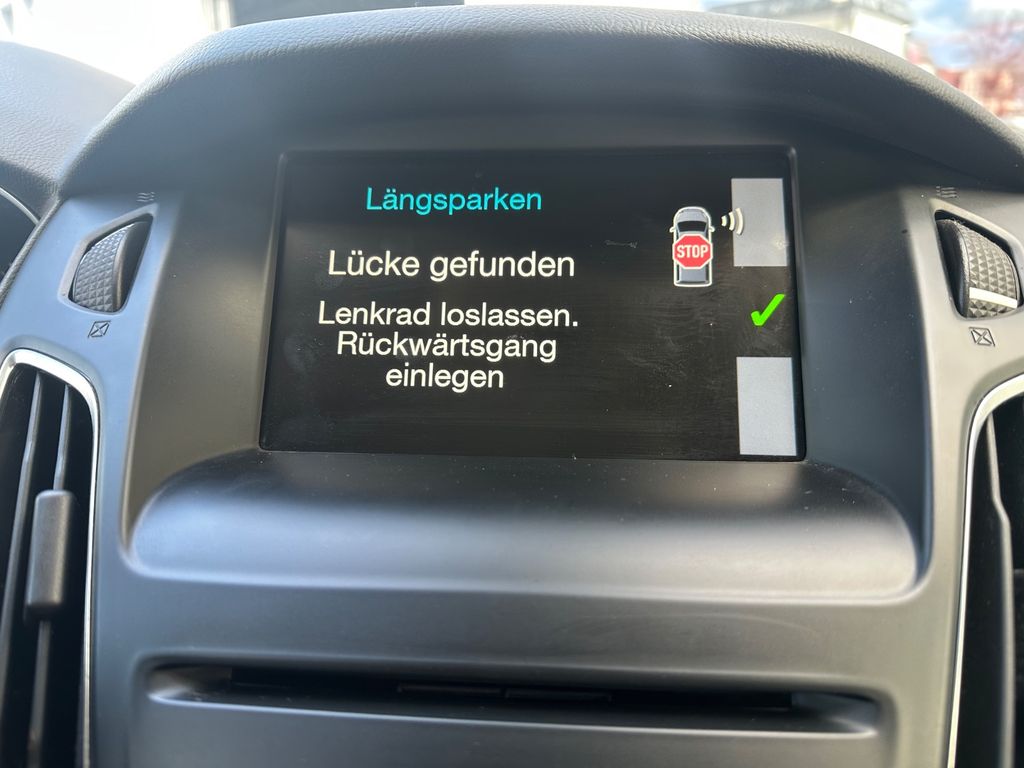 Längsparken
Lücke gefunden
STOP
Lenkrad loslassen.
Rückwärtsgang
einlegen